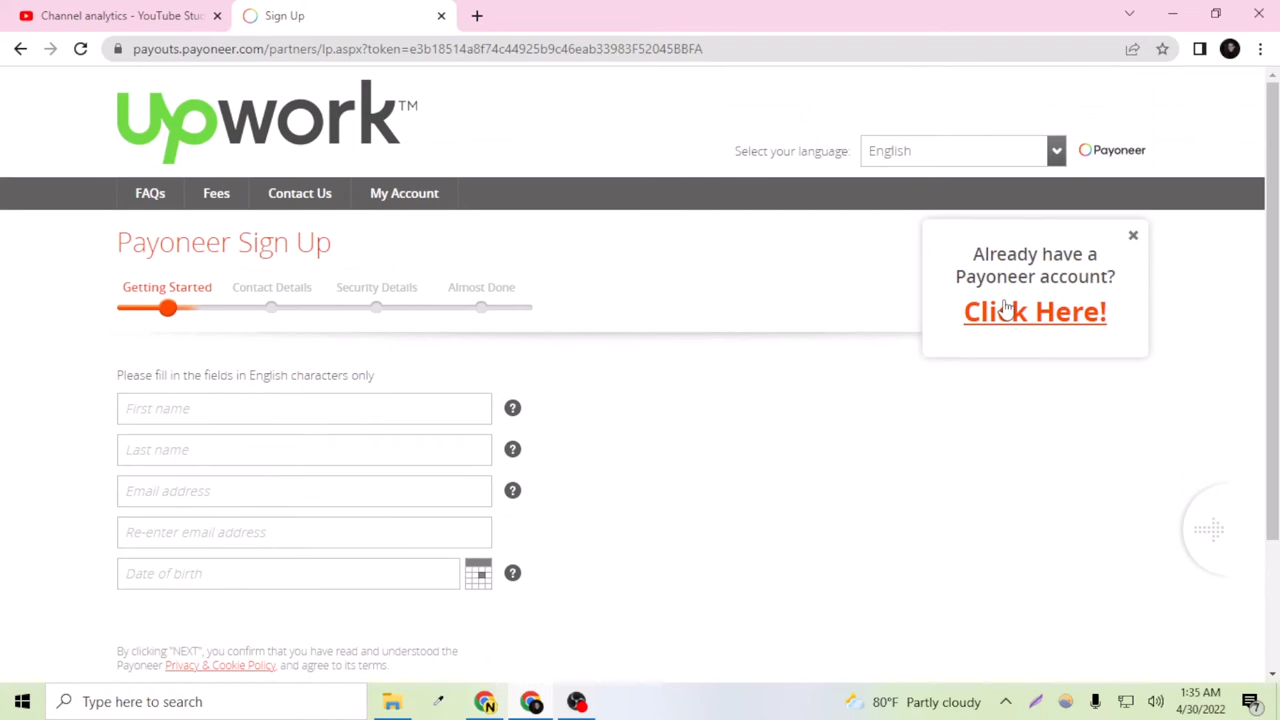 Channel analytics - YouTube Stu
Sign Up
payouts.payoneer.com/partners/lp.aspx?token=e3b18514a8f74c44925b9c46eab33983F52045BBFA
upwork™
Select your language:
English
Payoneer
FAQs
Fees
Contact Us
My Account
Payoneer Sign Up
Already have a
Payoneer account?
Click Here!
Getting Started
Contact Details
Security Details
Almost Done
Please fill in the fields in English characters only
First name
?
Last name
?
Email address
?
Re-enter email address
Date of birth
?
By clicking "NEXT", you confirm that you have read and understood the
Payoneer Privacy & Cookie Policy, and agree to its terms.
Type here to search
N
80°F Partly cloudy
1:35 AM
4/30/2022
7